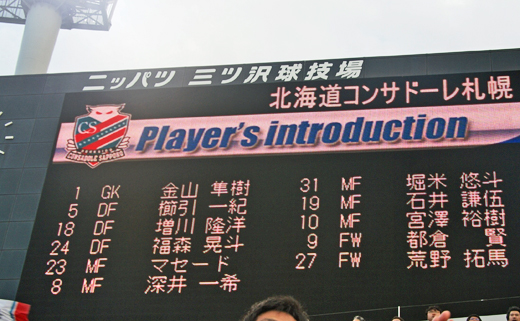 ニッパツ 三ツ沢球技場
北海道コンサドーレ札幌
CS
CONSADOLE SAPPORO
Player's introduction
1 GK 金山 隼樹
5 DF 櫛引 一紀
18 DF 増川 隆洋
24 DF 福森 晃斗
23 MF マセード
8 MF 深井 一希
31 MF 堀米 悠斗
19 MF 石井 謙伍
10 MF 宮澤 裕樹
9 FW 都倉 賢
27 FW 荒野 拓馬